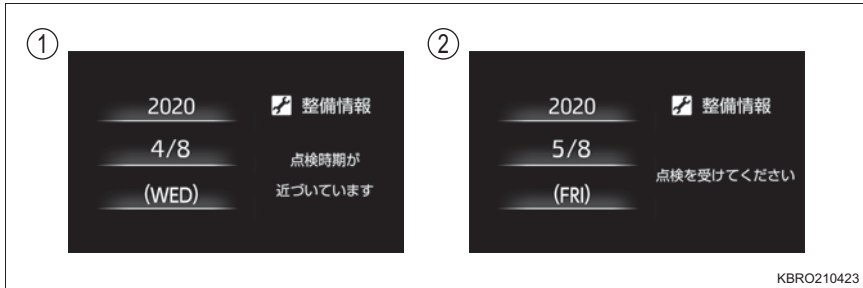 ①
2020
4/8
(WED)
整備情報
点検時期が
近づいています
②
2020
5/8
(FRI)
整備情報
点検を受けてください
KBRO210423